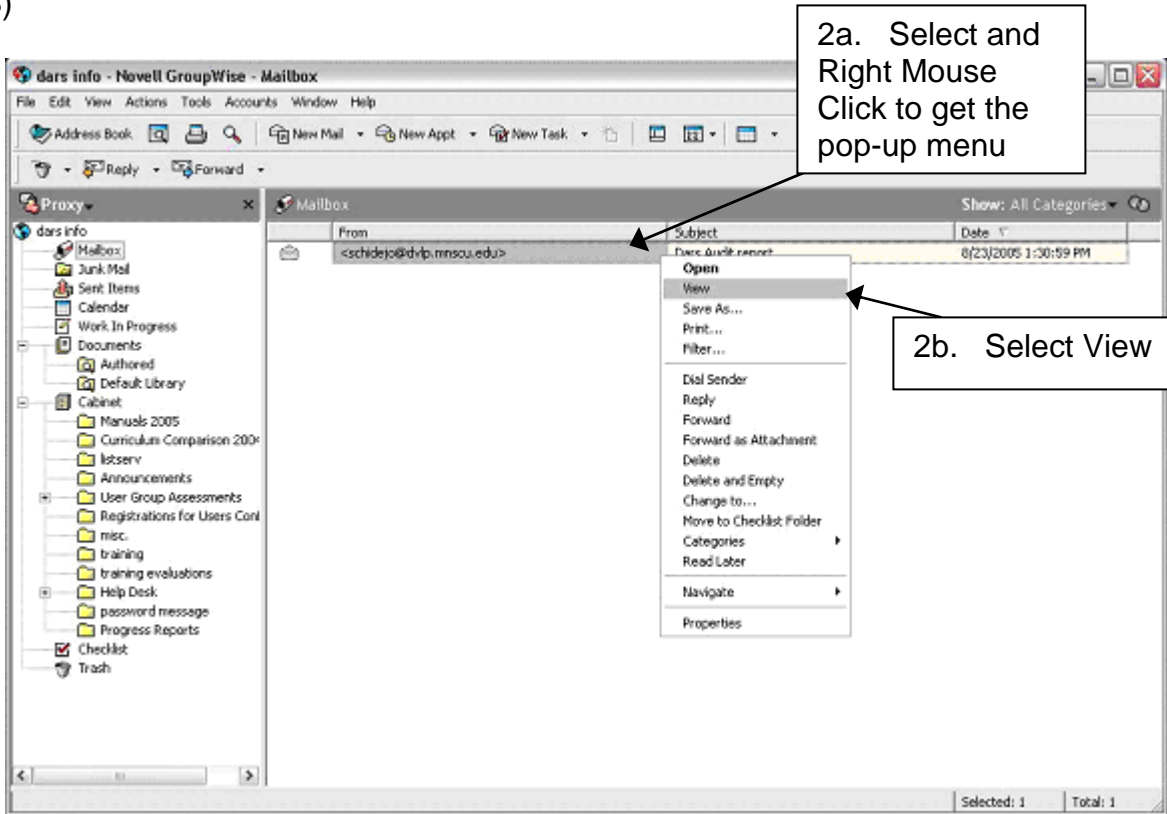 )
2a. Select and
Right Mouse
Click to get the
pop-up menu
dars info - Novell GroupWise - Mailbox
File Edit View Actions Tools Accounts Window Help
Address Book New Mail New Appt New Task
Reply Forward
Proxy Mailbox Show: All Categories
dars info
Mailbox
Junk Mail
Sent Items
Calendar
Work In Progress
Documents
Authored
Default Library
Cabinet
Manuals 2005
Curriculum Comparison 200
listserv
Announcements
User Group Assessments
Registrations for Users Conf
misc.
training
training evaluations
Help Desk
password message
Progress Reports
Checklist
Trash
From Subject Date
<schidejo@dvlp.mnscu.edu> Dars Audit report 8/23/2005 1:30:59 PM
Open
View
Save As...
Print...
Filter...
Dial Sender
Reply
Forward
Forward as Attachment
Delete
Delete and Empty
Change to...
Move to Checklist Folder
Categories
Read Later
Navigate
Properties
2b. Select View
Selected: 1 Total: 1